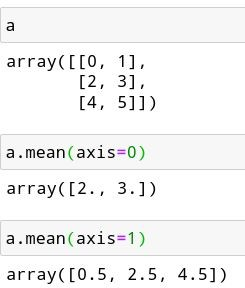 a
array([[0, 1],
       [2, 3],
       [4, 5]])
a.mean(axis=0)
array([2., 3.])
a.mean(axis=1)
array([0.5, 2.5, 4.5])